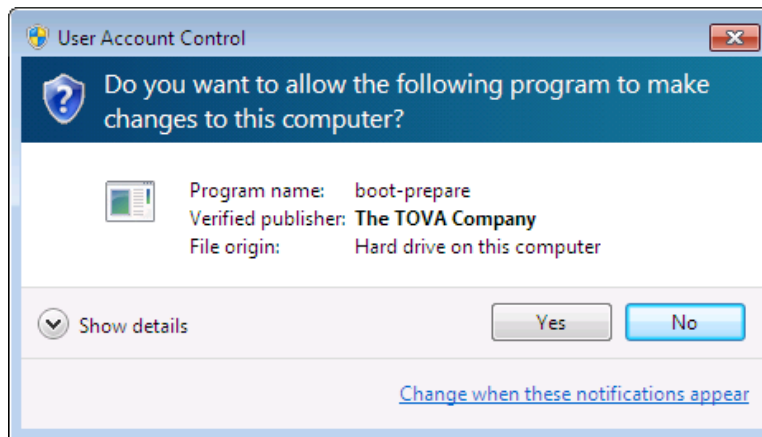 User Account Control
Do you want to allow the following program to make
changes to this computer?
Program name: boot-prepare
Verified publisher: The TOVA Company
File origin: Hard drive on this computer
Show details
Yes
No
Change when these notifications appear